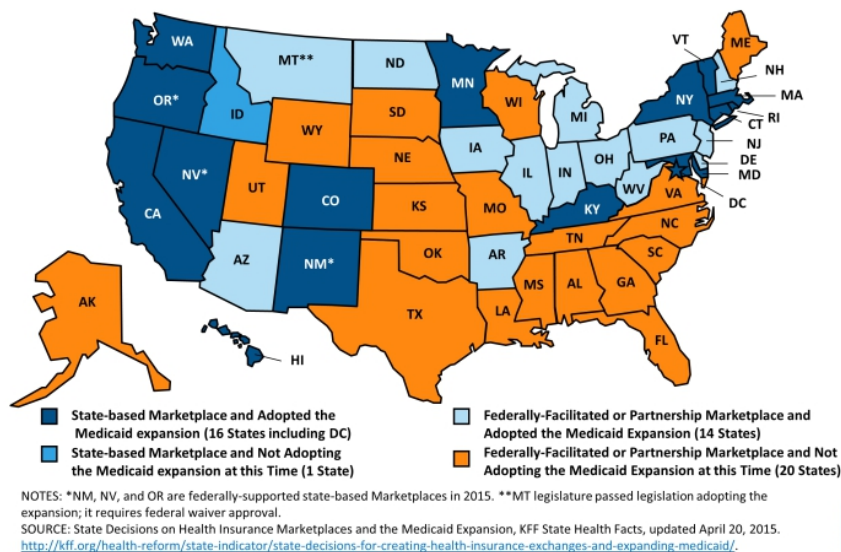 WA
MT**
ND
MN
VT
ME
NH
OR*
ID
SD
WI
NY
MA
MI
RI
CT
WY
IA
PA
NJ
NE
OH
DE
NV*
IL
IN
MD
UT
CO
WV
VA
DC
CA
KS
MO
KY
NC
TN
AZ
OK
AR
SC
NM*
MS
AL
GA
AK
TX
LA
FL
HI
State-based Marketplace and Adopted the
Medicaid expansion (16 States including DC)
State-based Marketplace and Not Adopting
the Medicaid expansion at this Time (1 State)
Federally-Facilitated or Partnership Marketplace and
Adopted the Medicaid Expansion (14 States)
Federally-Facilitated or Partnership Marketplace and Not
Adopting the Medicaid Expansion at this Time (20 States)
NOTES: *NM, NV, and OR are federally-supported state-based Marketplaces in 2015. **MT legislature passed legislation adopting the
expansion; it requires federal waiver approval.
SOURCE: State Decisions on Health Insurance Marketplaces and the Medicaid Expansion, KFF State Health Facts, updated April 20, 2015.
http://kff.org/health-reform/state-indicator/state-decisions-for-creating-health-insurance-exchanges-and-expanding-medicaid/.